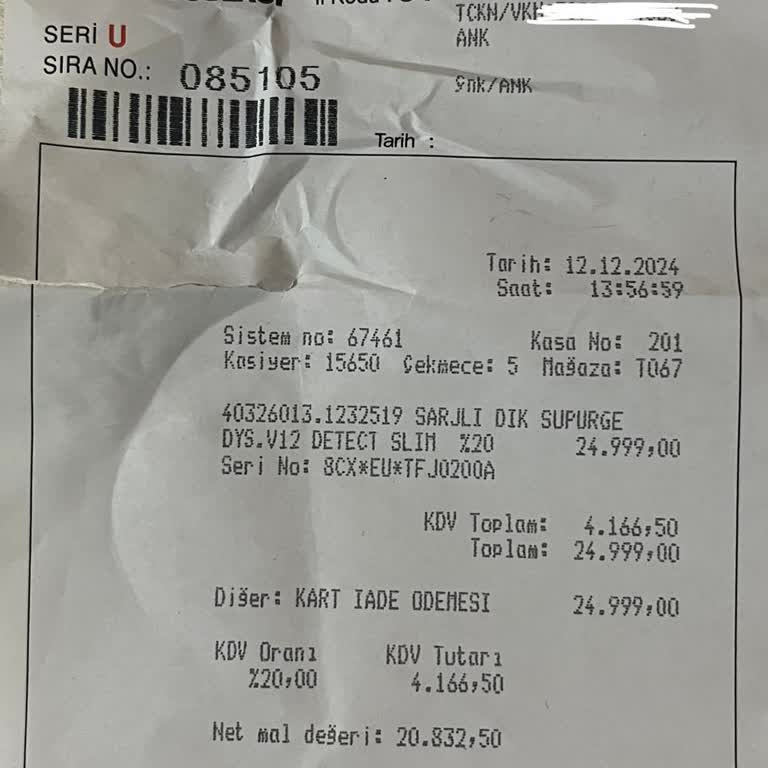 SERİ U
SIRA NO.: 085105
TCKN/VKN
ANK
Çnk/ANK
Tarih :
Tarih: 12.12.2024
Saat: 13:56:59
Sistem no: 67461 Kasa No: 201
Kasiyer: 15650 Çekmece: 5 Mağaza: T067
40326013.1232519 SARJLI DIK SUPURGE
DYS.V12 DETECT SLIM %20 24.999,00
Seri No: 8CX*EU*TFJ0200A
KDV Toplam: 4.166,50
Toplam: 24.999,00
Diğer: KART IADE ODEMESI 24.999,00
KDV Oranı KDV Tutarı
%20,00 4.166,50
Net mal değeri: 20.832,50